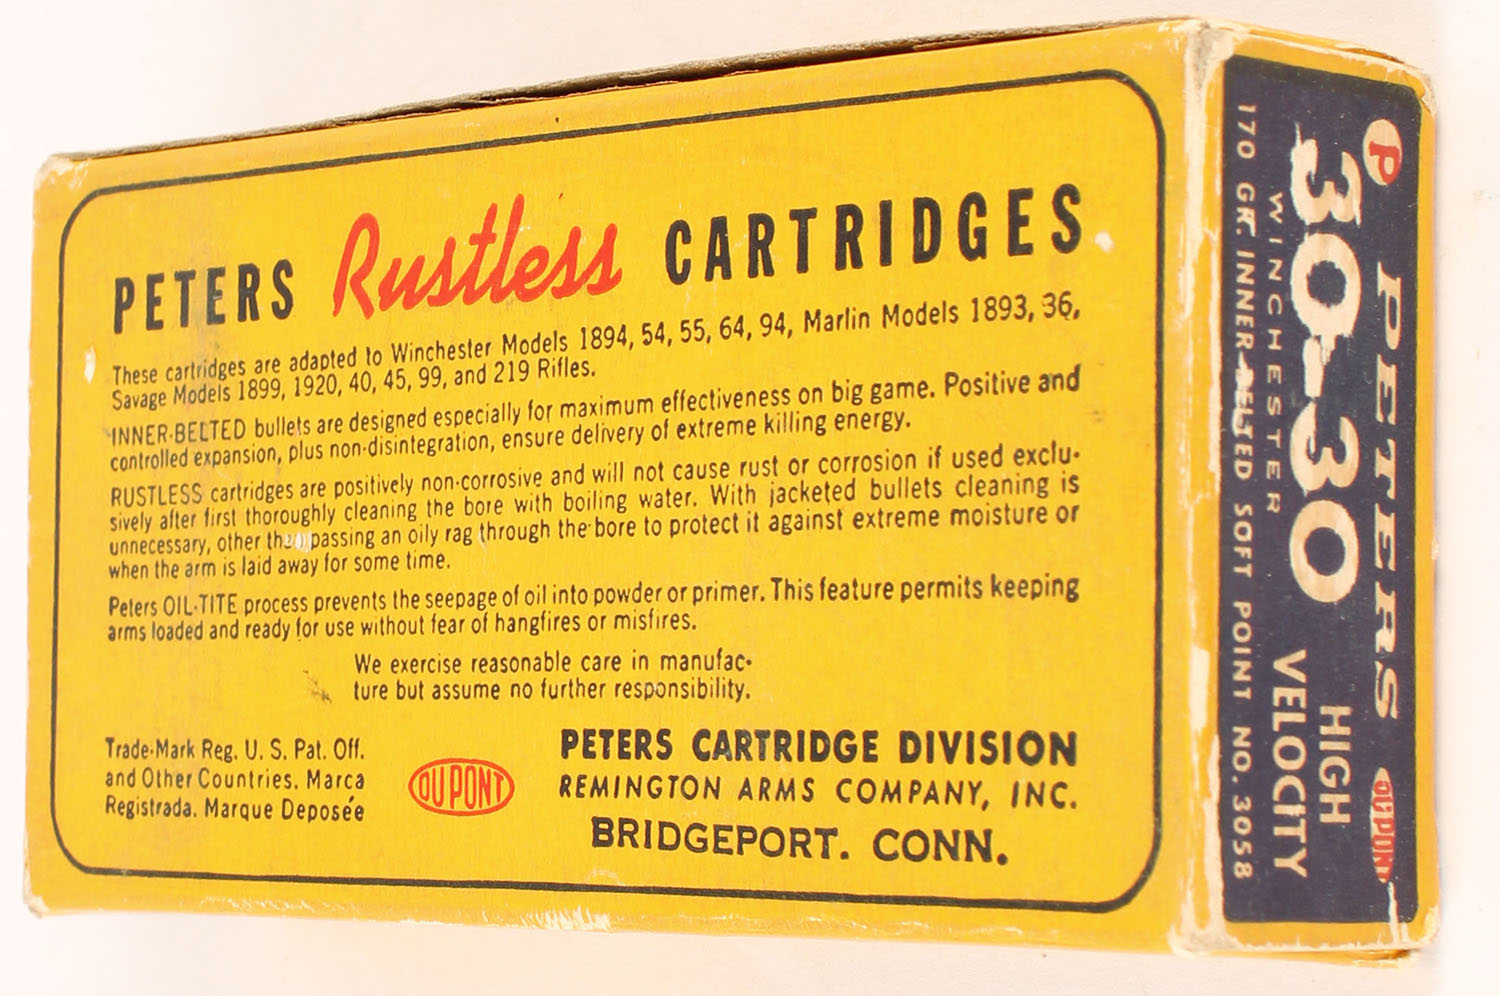 PETERS Rustless CARTRIDGES
These cartridges are adapted to Winchester Models 1894, 54, 55, 64, 94, Marlin Models 1893, 36,
Savage Models 1899, 1920, 40, 45, 99, and 219 Rifles.
INNER-BELTED bullets are designed especially for maximum effectiveness on big game. Positive and
controlled expansion, plus non-disintegration, ensure delivery of extreme killing energy.
RUSTLESS cartridges are positively non-corrosive and will not cause rust or corrosion if used exclu-
sively after first thoroughly cleaning the bore with boiling water. With jacketed bullets cleaning is
unnecessary, other than passing an oily rag through the bore to protect it against extreme moisture or
when the arm is laid away for some time.
Peters OIL-TITE process prevents the seepage of oil into powder or primer. This feature permits keeping
arms loaded and ready for use without fear of hangfires or misfires.
We exercise reasonable care in manufac-
ture but assume no further responsibility.
Trade-Mark Reg. U. S. Pat. Off.
and Other Countries. Marca
Registrada. Marque Deposée
DU PONT
PETERS CARTRIDGE DIVISION
REMINGTON ARMS COMPANY, INC.
BRIDGEPORT. CONN.
P PETERS DU PONT
30-30 HIGH
VELOCITY
WINCHESTER
170 GR. INNER-BELTED SOFT POINT NO. 3058